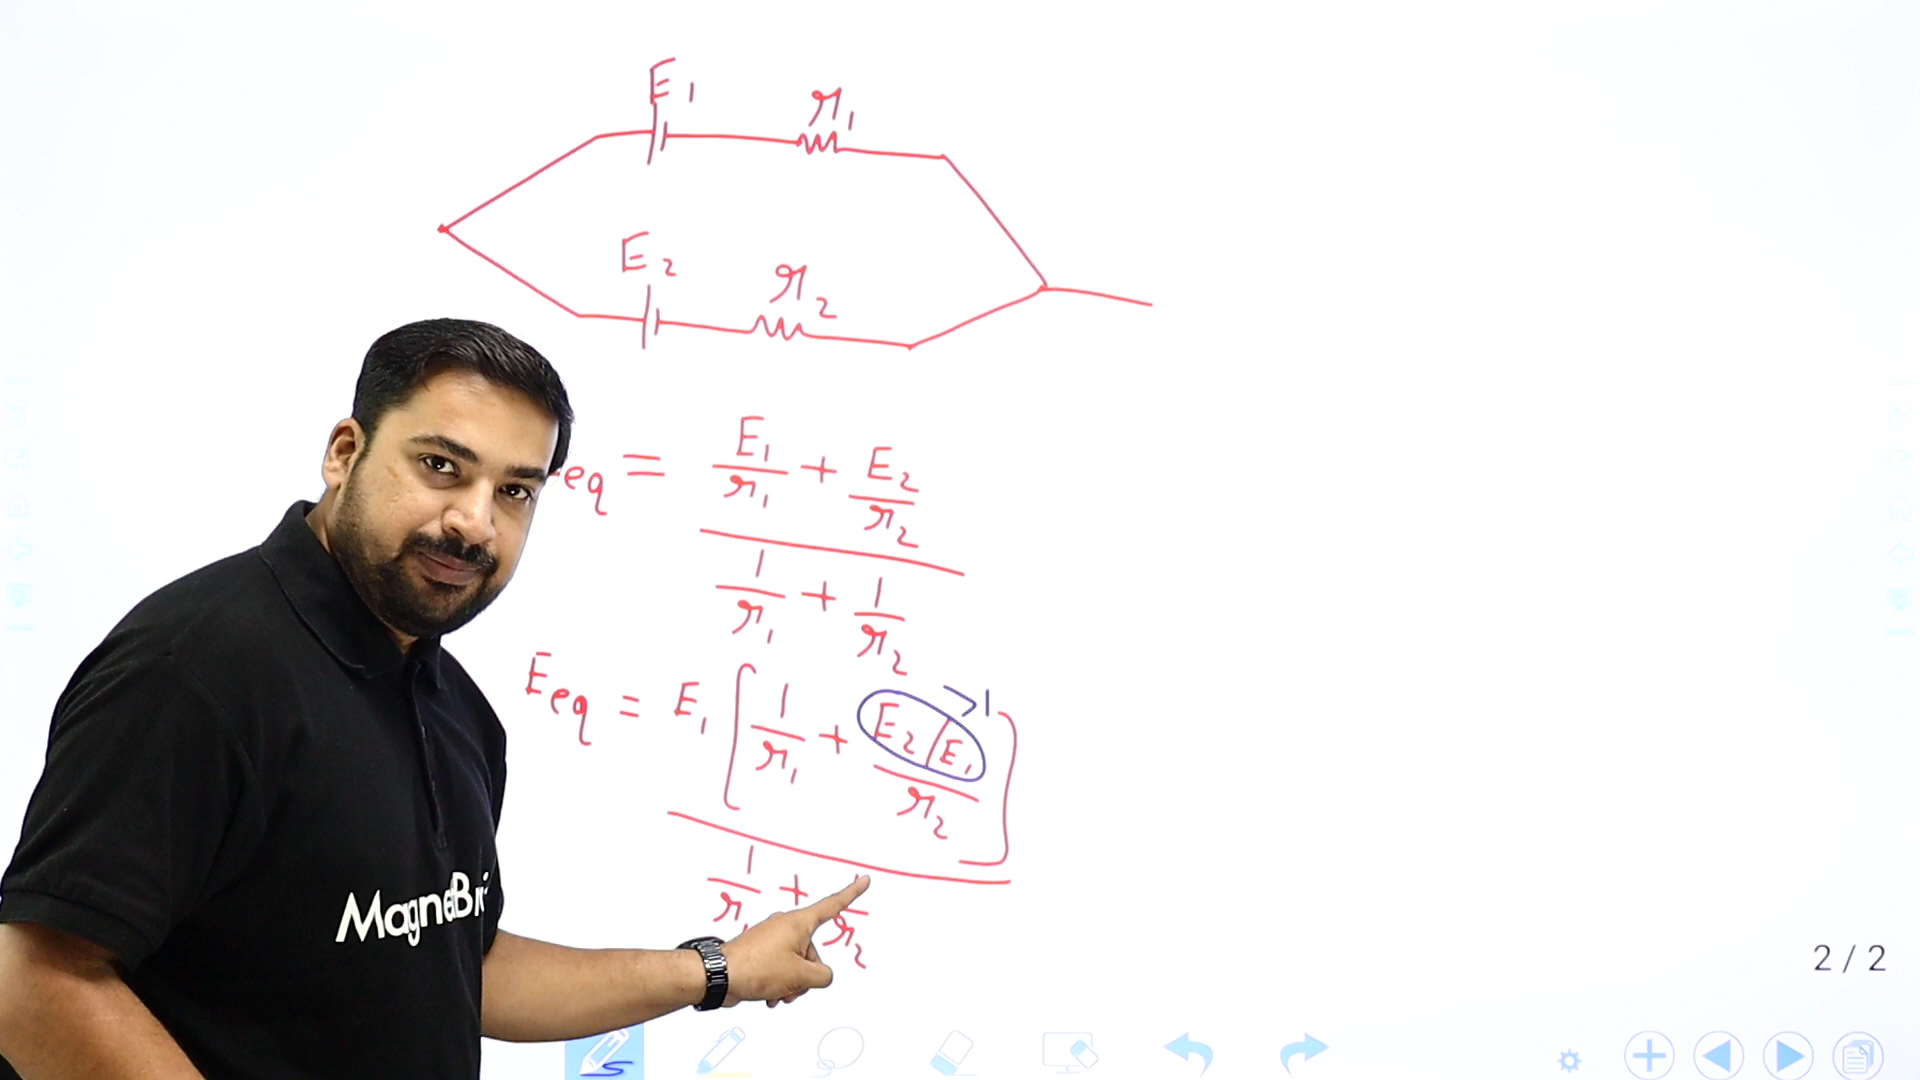 E1
r1
E2
r2
eq = E1/r1 + E2/r2
1/r1 + 1/r2
Eeq = E1 [ 1/r1 + E2/E1 / r2 ] >1
1/r1 + 1/r2
MagnetBr
2 / 2